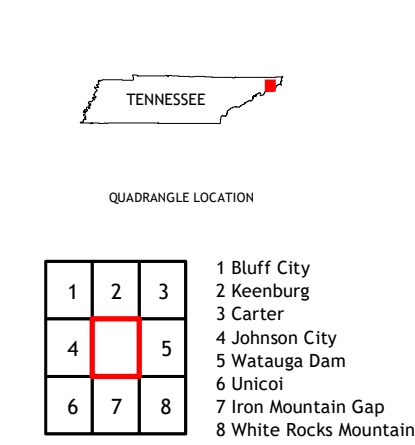 TENNESSEE
QUADRANGLE LOCATION
1 2 3
4 5
6 7 8
1 Bluff City
2 Keenburg
3 Carter
4 Johnson City
5 Watauga Dam
6 Unicoi
7 Iron Mountain Gap
8 White Rocks Mountain